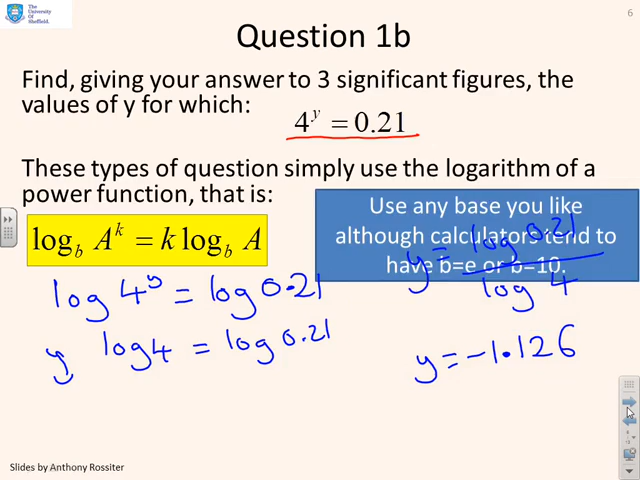 The
University
Of
Sheffield.
6
Question 1b
Find, giving your answer to 3 significant figures, the
values of y for which:
4^y = 0.21
These types of question simply use the logarithm of a
power function, that is:
log_b A^k = k log_b A
Use any base you like
although calculators tend to
have b=e or b=10.
log 4^y = log 0.21
y log 4 = log 0.21
y = log 0.21
log 4
y = -1.126
Slides by Anthony Rossiter